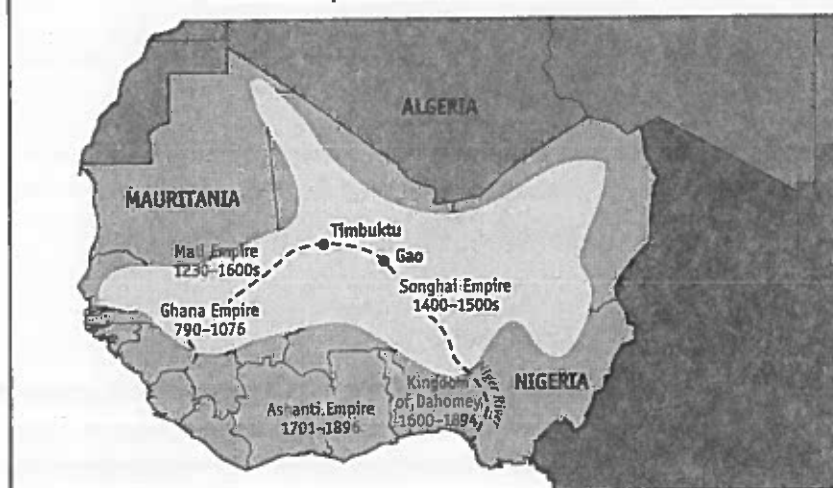 ALGERIA
MAURITANIA
Timbuktu
Mali Empire
1230–1600s
Gao
Songhai Empire
1400–1500s
Ghana Empire
790–1076
NIGERIA
Kingdom
of Dahomey
1600–1894
Niger River
Ashanti Empire
1701–1896